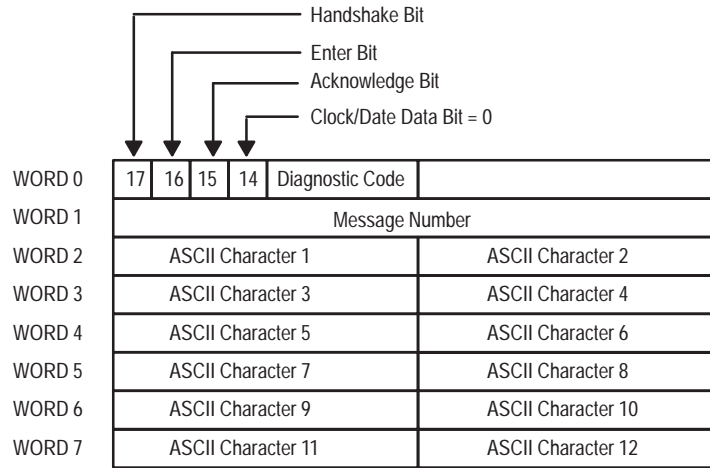 Handshake Bit
Enter Bit
Acknowledge Bit
Clock/Date Data Bit = 0
WORD 0 17 16 15 14 Diagnostic Code
WORD 1 Message Number
WORD 2 ASCII Character 1 ASCII Character 2
WORD 3 ASCII Character 3 ASCII Character 4
WORD 4 ASCII Character 5 ASCII Character 6
WORD 5 ASCII Character 7 ASCII Character 8
WORD 6 ASCII Character 9 ASCII Character 10
WORD 7 ASCII Character 11 ASCII Character 12